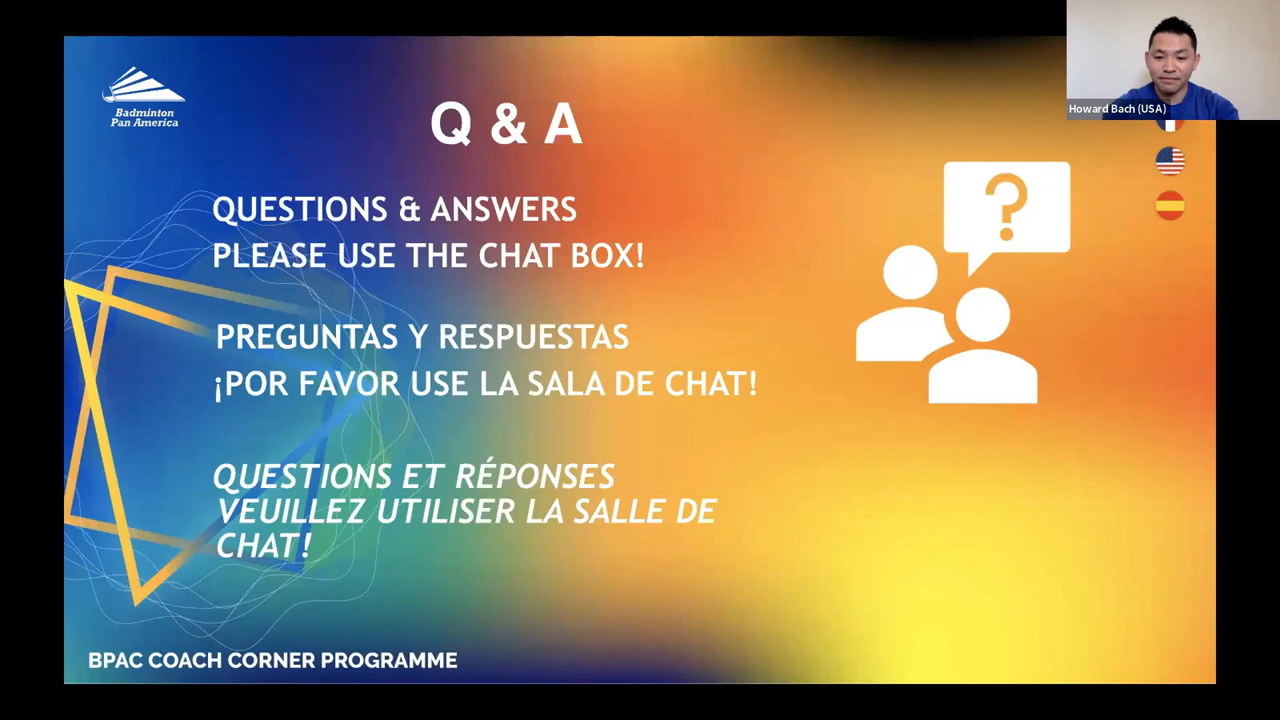 Howard Bach (USA)
Badminton
Pan America
Q & A
QUESTIONS & ANSWERS
PLEASE USE THE CHAT BOX!
PREGUNTAS Y RESPUESTAS
¡POR FAVOR USE LA SALA DE CHAT!
QUESTIONS ET RÉPONSES
VEUILLEZ UTILISER LA SALLE DE
CHAT!
?
BPAC COACH CORNER PROGRAMME